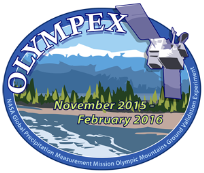 OLYMPEX
November 2015
February 2016
NASA Global Precipitation Measurement Mission Olympic Mountains Ground Validation Experiment